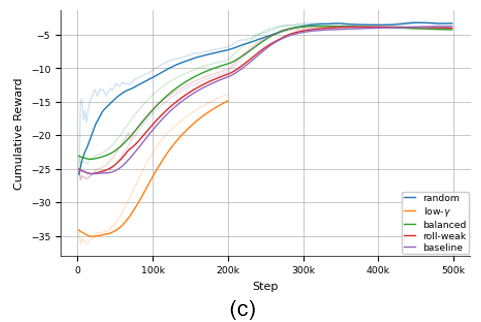 −5
−10
−15
−20
−25
−30
−35
Cumulative Reward
0 100k 200k 300k 400k 500k
Step
random
low-γ
balanced
roll-weak
baseline
(c)